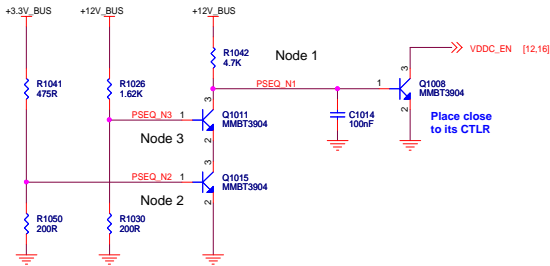 +3.3V_BUS
+12V_BUS
+12V_BUS
R1041
475R
R1026
1.62K
R1042
4.7K
Node 1
PSEQ_N1
1
3
2
Q1008
MMBT3904
VDDC_EN [12,16]
C1014
100nF
Place close
to its CTLR
PSEQ_N3
1
3
2
Q1011
MMBT3904
Node 3
PSEQ_N2
1
3
2
Q1015
MMBT3904
Node 2
R1050
200R
R1030
200R